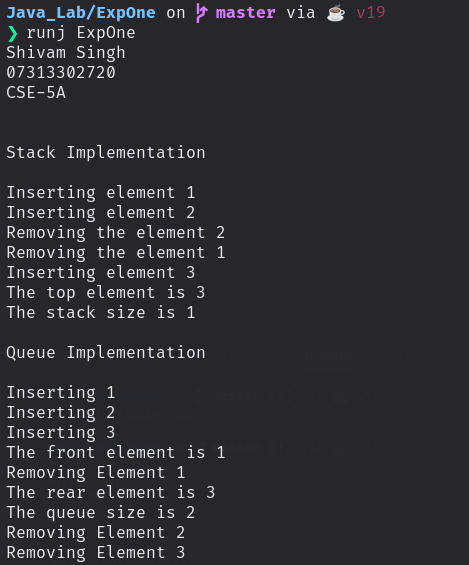 Java_Lab/ExpOne on master via ☕ v19
❯ runj ExpOne
Shivam Singh
07313302720
CSE-5A
Stack Implementation
Inserting element 1
Inserting element 2
Removing the element 2
Removing the element 1
Inserting element 3
The top element is 3
The stack size is 1
Queue Implementation
Inserting 1
Inserting 2
Inserting 3
The front element is 1
Removing Element 1
The rear element is 3
The queue size is 2
Removing Element 2
Removing Element 3